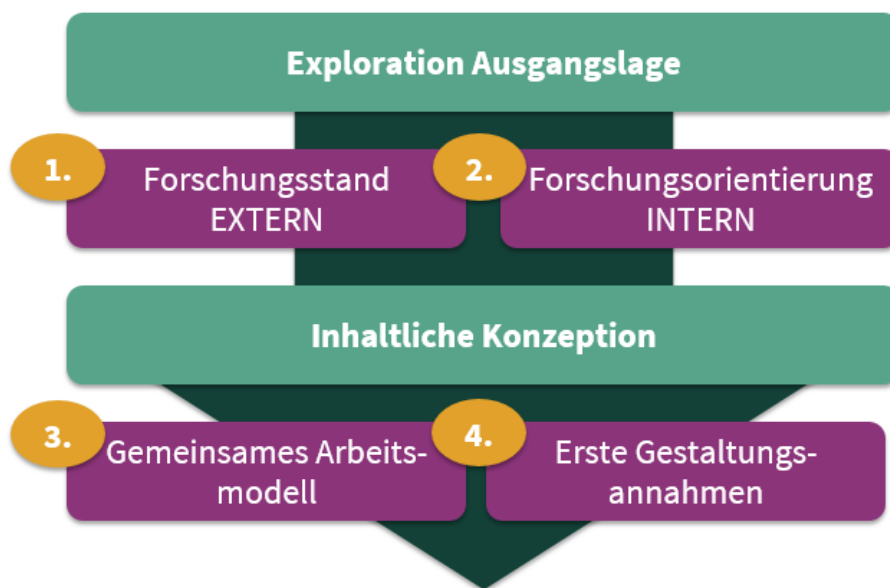 Exploration Ausgangslage
1.
Forschungsstand
EXTERN
2.
Forschungsorientierung
INTERN
Inhaltliche Konzeption
3.
Gemeinsames Arbeits-
modell
4.
Erste Gestaltungs-
annahmen